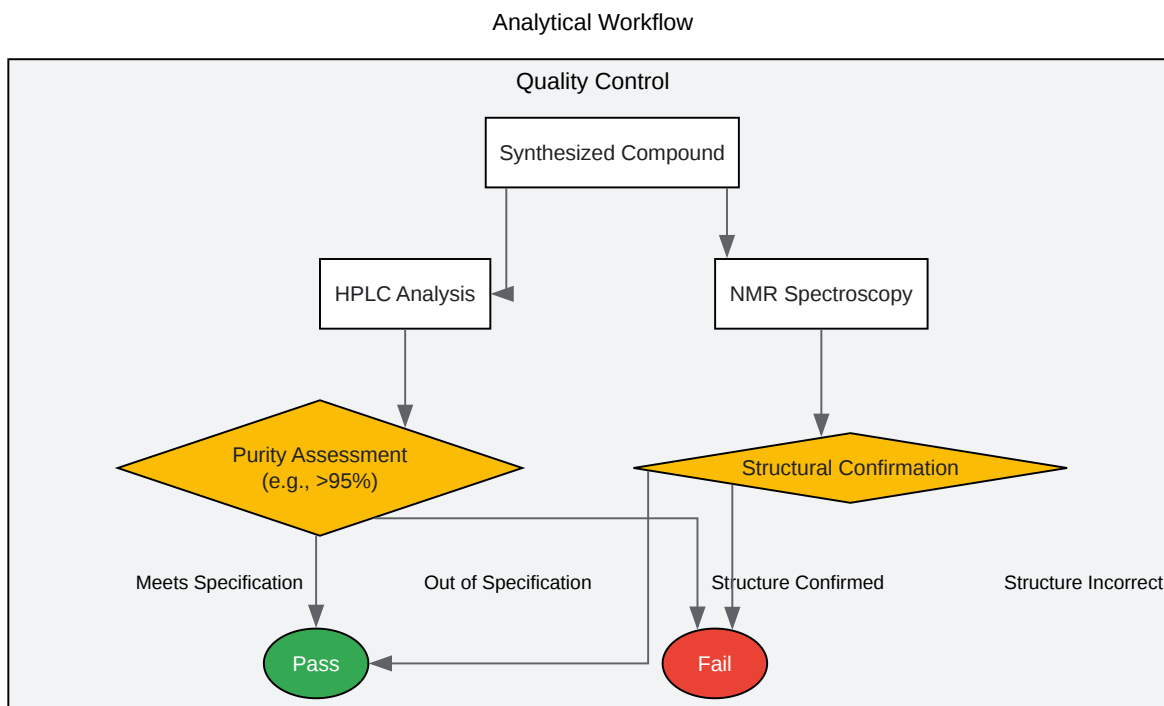 Analytical Workflow
Quality Control
Synthesized Compound
HPLC Analysis
NMR Spectroscopy
Purity Assessment
(e.g., >95%)
Structural Confirmation
Meets Specification
Out of Specification
Structure Confirmed
Structure Incorrect
Pass
Fail